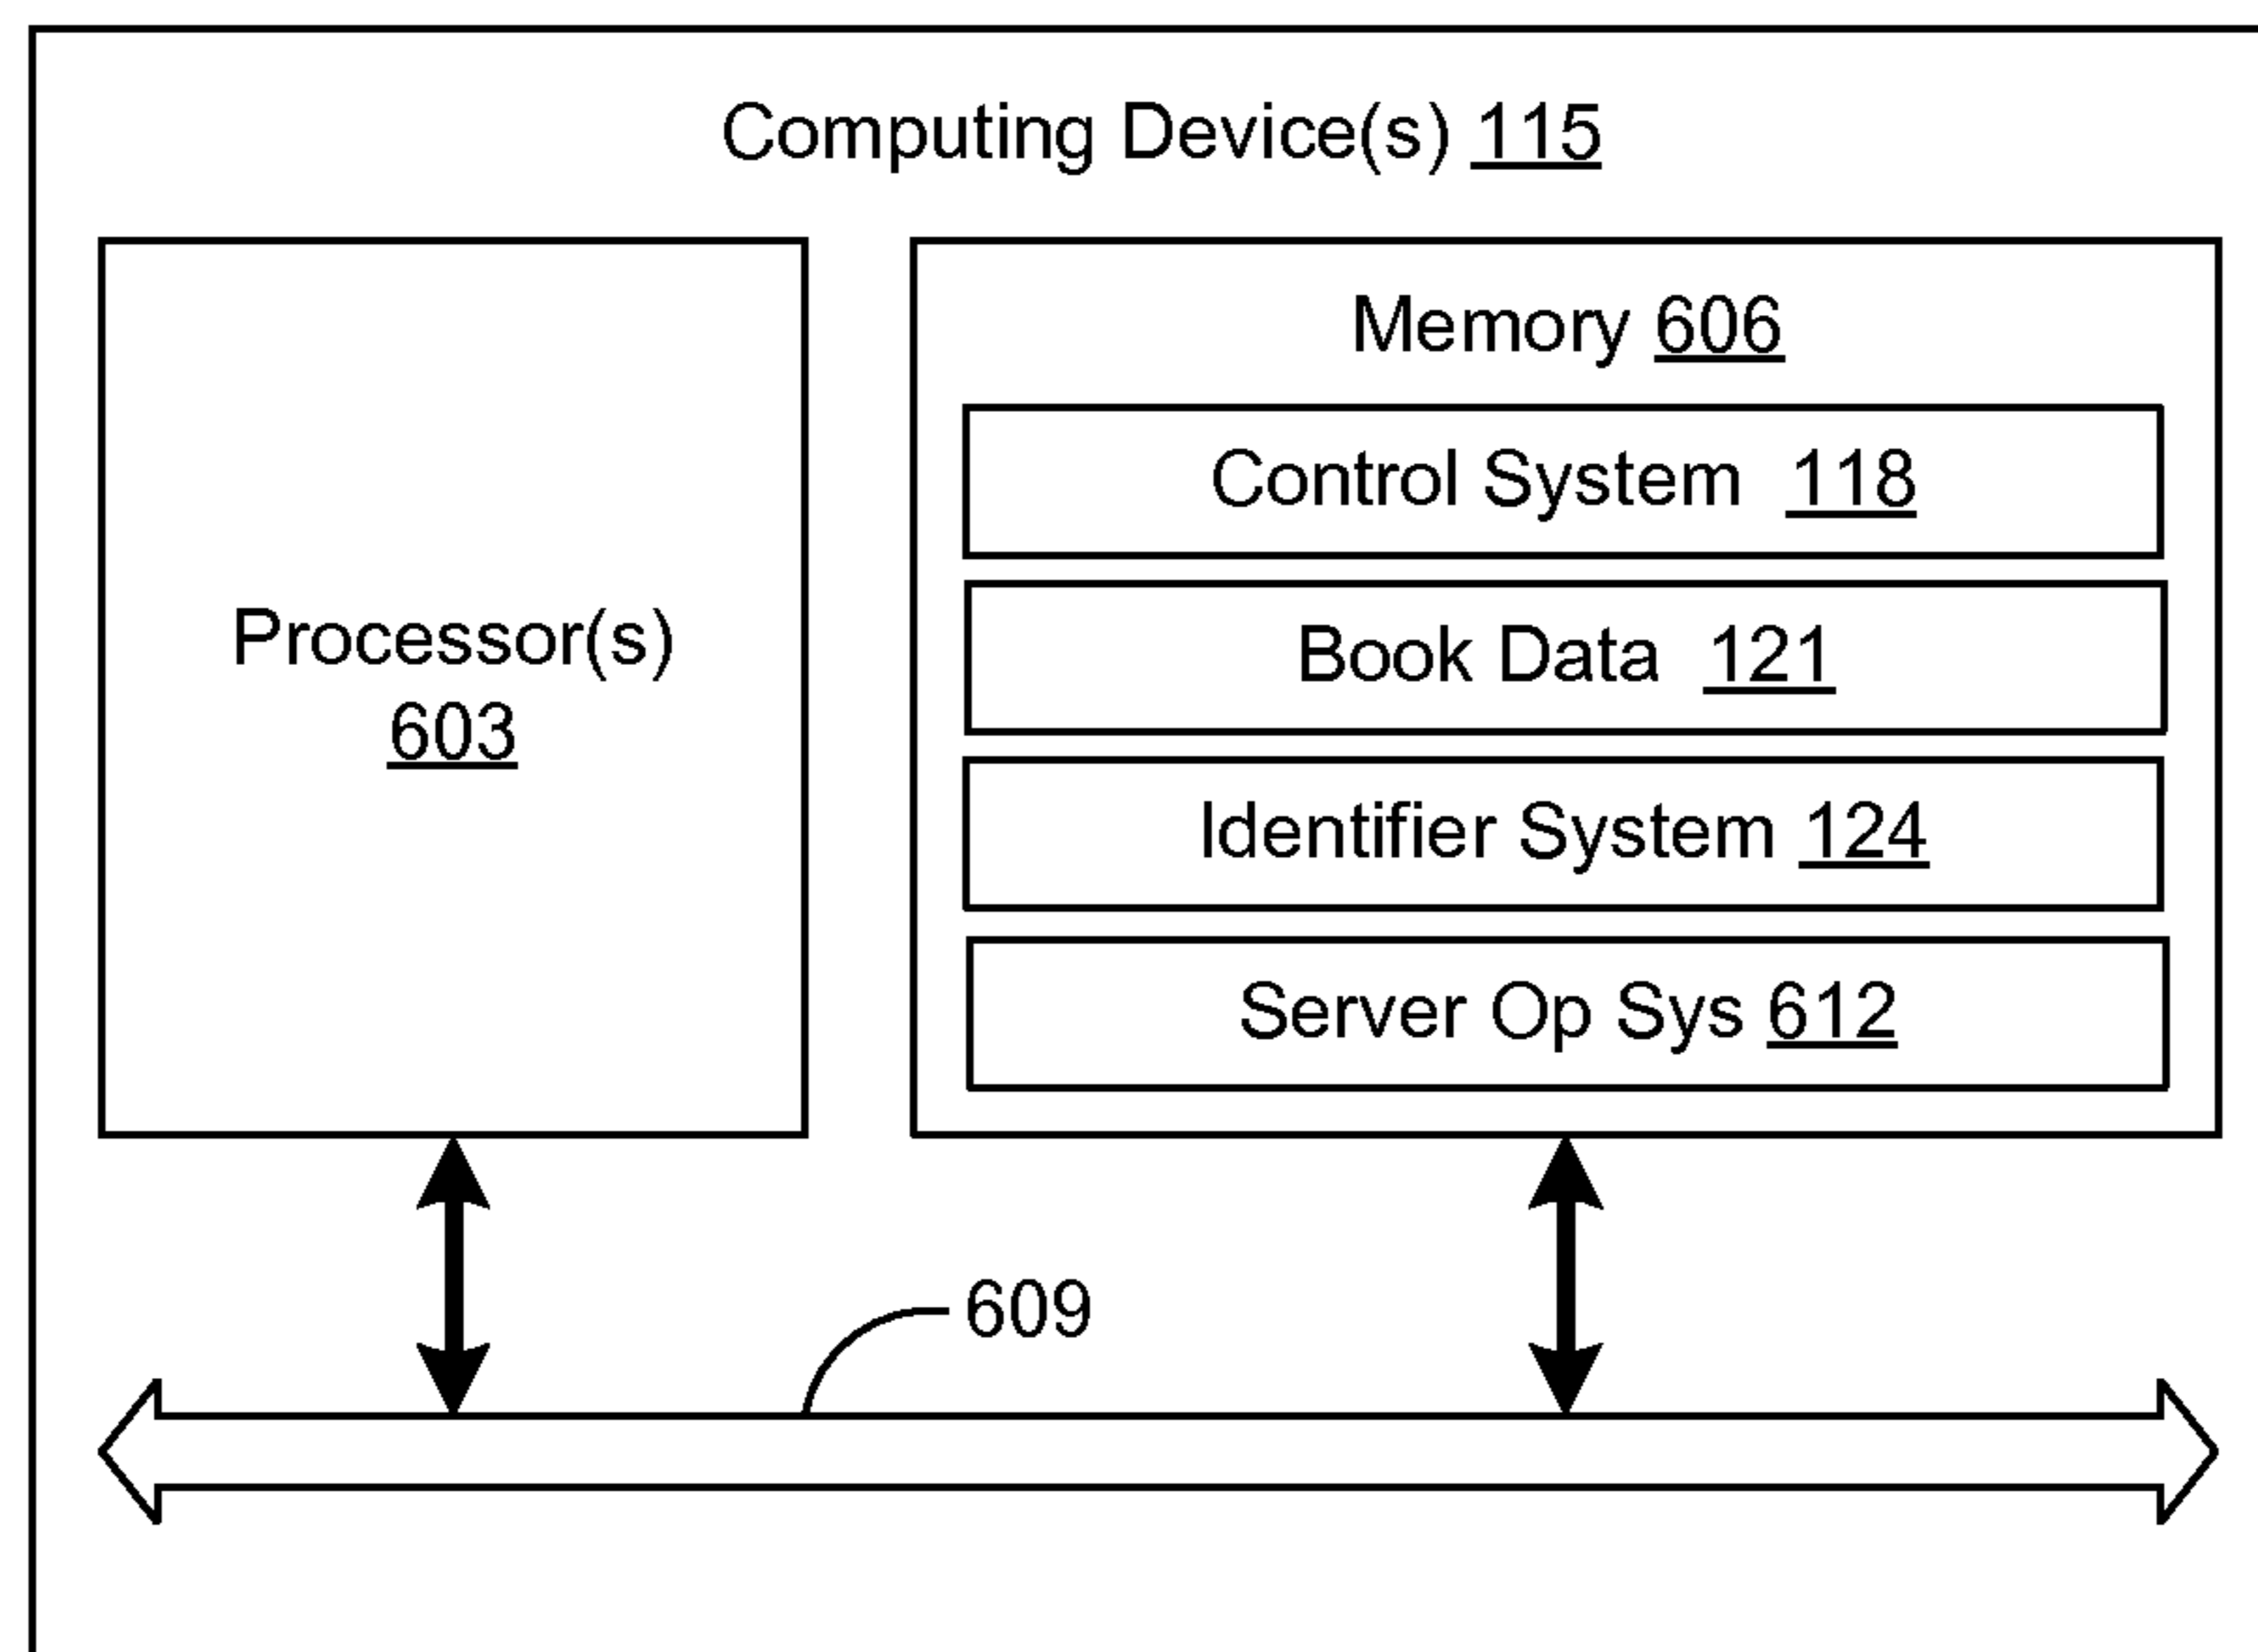 Computing Device(s) 115
Processor(s)
603
Memory 606
Control System 118
Book Data 121
Identifier System 124
Server Op Sys 612
609